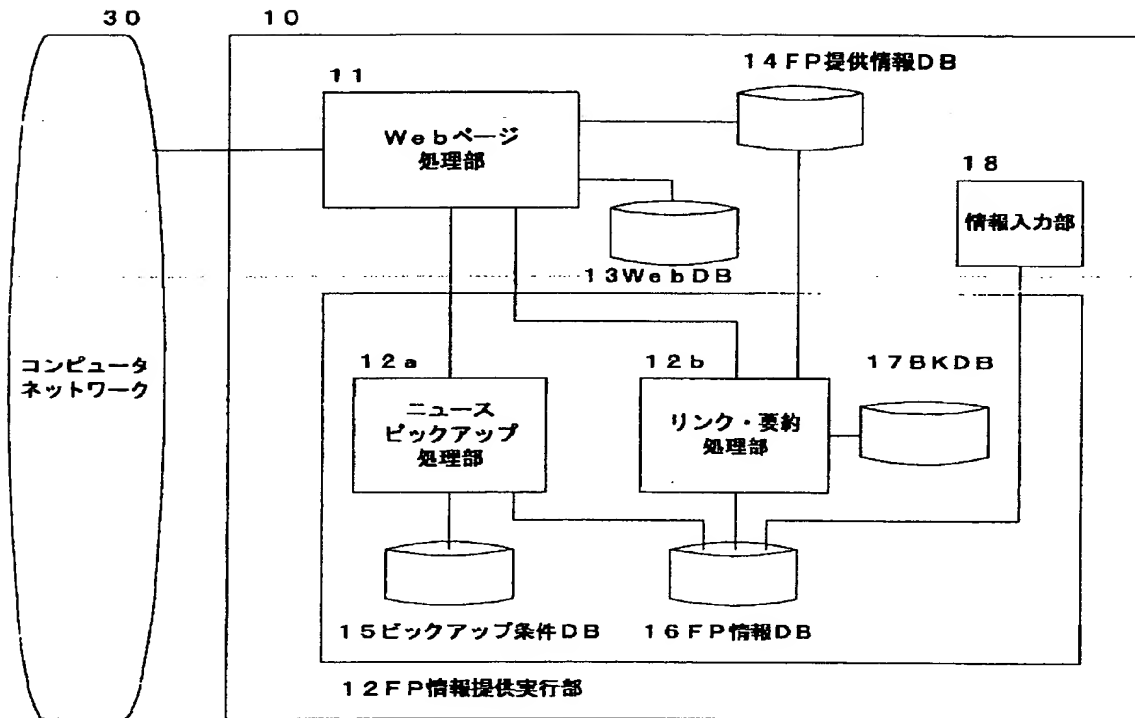 30
10
14FP提供情報DB
11
Webページ
処理部
18
情報入力部
13WebDB
コンピュータ
ネットワーク
12a
12b
17BKDB
ニュース
ピックアップ
処理部
リンク・要約
処理部
15ピックアップ条件DB
16FP情報DB
12FP情報提供実行部